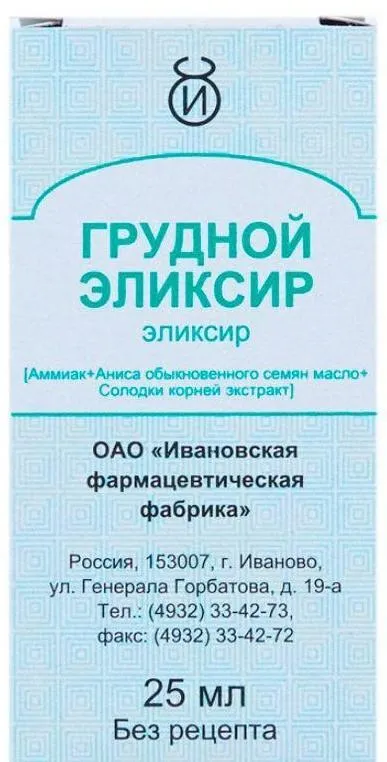 И
ГРУДНОЙ
ЭЛИКСИР
эликсир
[Аммиак+Аниса обыкновенного семян масло+
Солодки корней экстракт]
ОАО «Ивановская
фармацевтическая
фабрика»
Россия, 153007, г. Иваново,
ул. Генерала Горбатова, д. 19-а
Тел.: (4932) 33-42-73,
факс: (4932) 33-42-72
25 мл
Без рецепта